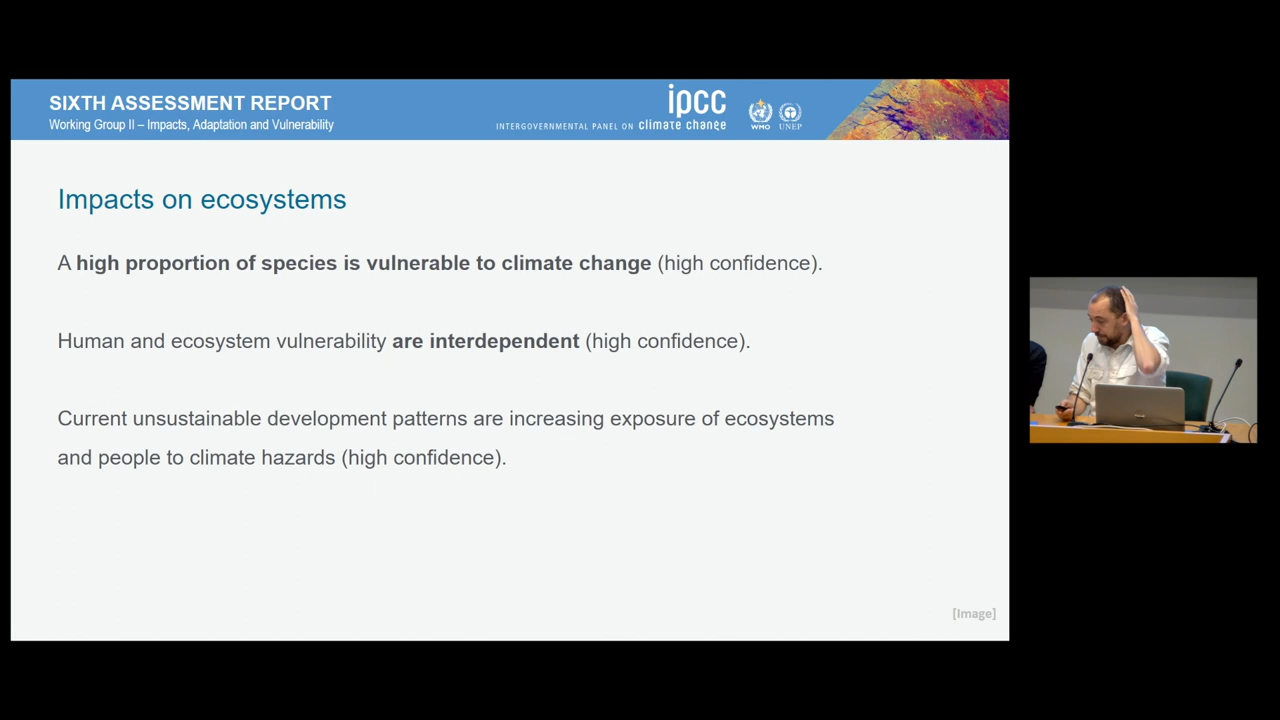 SIXTH ASSESSMENT REPORT
Working Group II – Impacts, Adaptation and Vulnerability
ipcc
INTERGOVERNMENTAL PANEL ON climate change
WMO
UNEP
Impacts on ecosystems
A high proportion of species is vulnerable to climate change (high confidence).
Human and ecosystem vulnerability are interdependent (high confidence).
Current unsustainable development patterns are increasing exposure of ecosystems
and people to climate hazards (high confidence).
[Image]